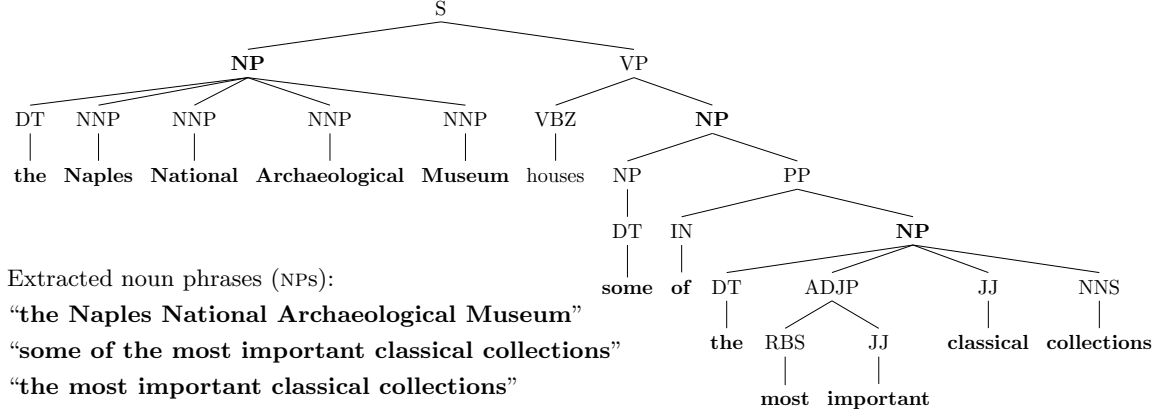 S
NP VP
DT NNP NNP NNP NNP VBZ NP
the Naples National Archaeological Museum houses NP PP
DT IN NP
some of DT ADJP JJ NNS
the RBS JJ classical collections
most important
Extracted noun phrases (NPs):
“the Naples National Archaeological Museum”
“some of the most important classical collections”
“the most important classical collections”